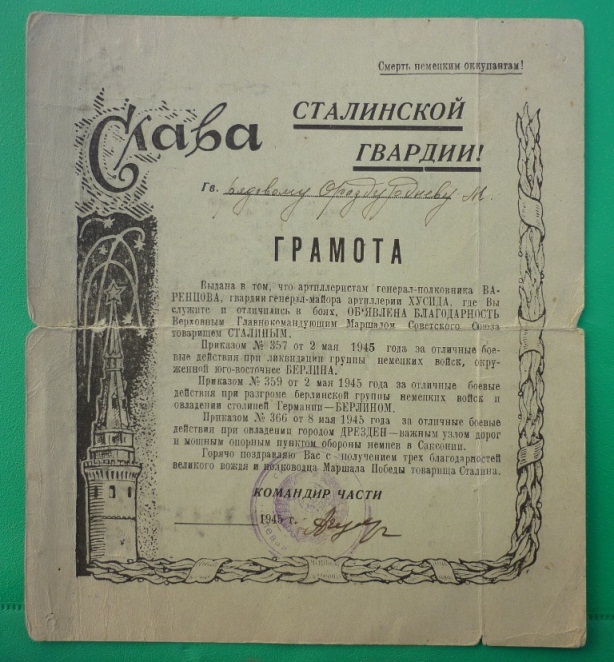 Смерть немецким оккупантам!
Слава СТАЛИНСКОЙ
ГВАРДИИ!
Гв. рядовому М.
ГРАМОТА
Выдана в том, что артиллеристам генерал-полковника ВА-
РЕНЦОВА, гвардии генерал-майора артиллерии ХУСИДА, где Вы
служите и отличились в боях, ОБ'ЯВЛЕНА БЛАГОДАРНОСТЬ
Верховным Главнокомандующим Маршалом Советского Союза
товарищем СТАЛИНЫМ.
Приказом № 357 от 2 мая 1945 года за отличные бое-
вые действия при ликвидации группы немецких войск, окру-
женной юго-восточнее БЕРЛИНА.
Приказом № 359 от 2 мая 1945 года за отличные боевые
действия при разгроме берлинской группы немецких войск и
овладении столицей Германии—БЕРЛИНОМ.
Приказом № 366 от 8 мая 1945 года за отличные боевые
действия при овладении городом ДРЕЗДЕН—важным узлом дорог
и мощным опорным пунктом обороны немцев в Саксонии.
Горячо поздравляю Вас с получением трех благодарностей
великого вождя и полководца Маршала Победы товарища Сталина.
КОМАНДИР ЧАСТИ
1945 г.